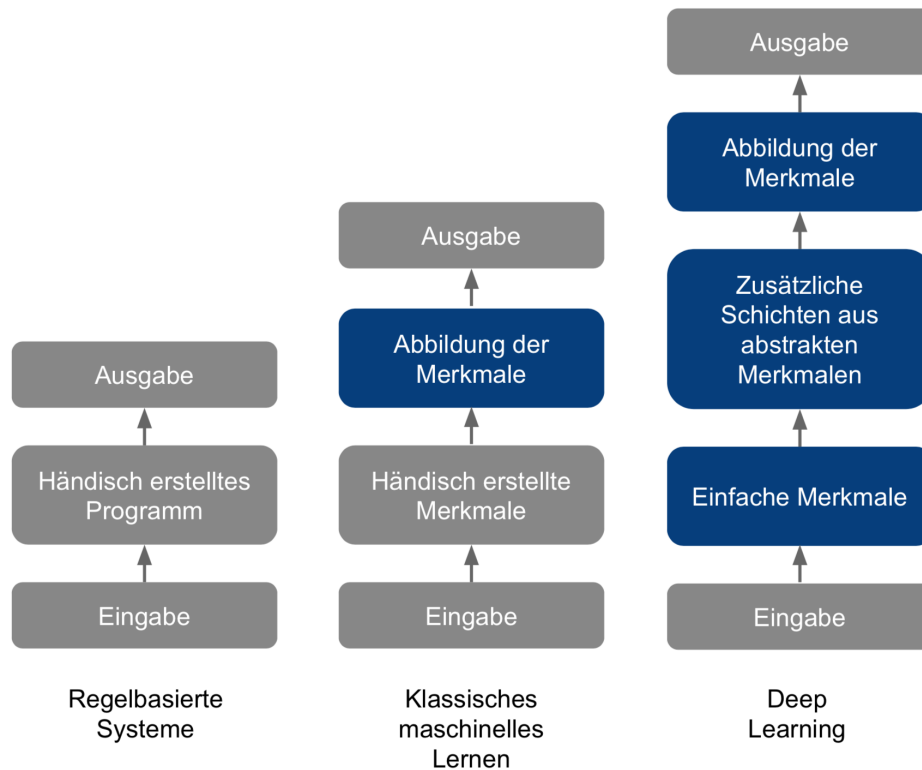 Ausgabe
Händisch erstelltes
Programm
Eingabe
Regelbasierte
Systeme
Ausgabe
Abbildung der
Merkmale
Händisch erstellte
Merkmale
Eingabe
Klassisches
maschinelles
Lernen
Ausgabe
Abbildung der
Merkmale
Zusätzliche
Schichten aus
abstrakten
Merkmalen
Einfache Merkmale
Eingabe
Deep
Learning